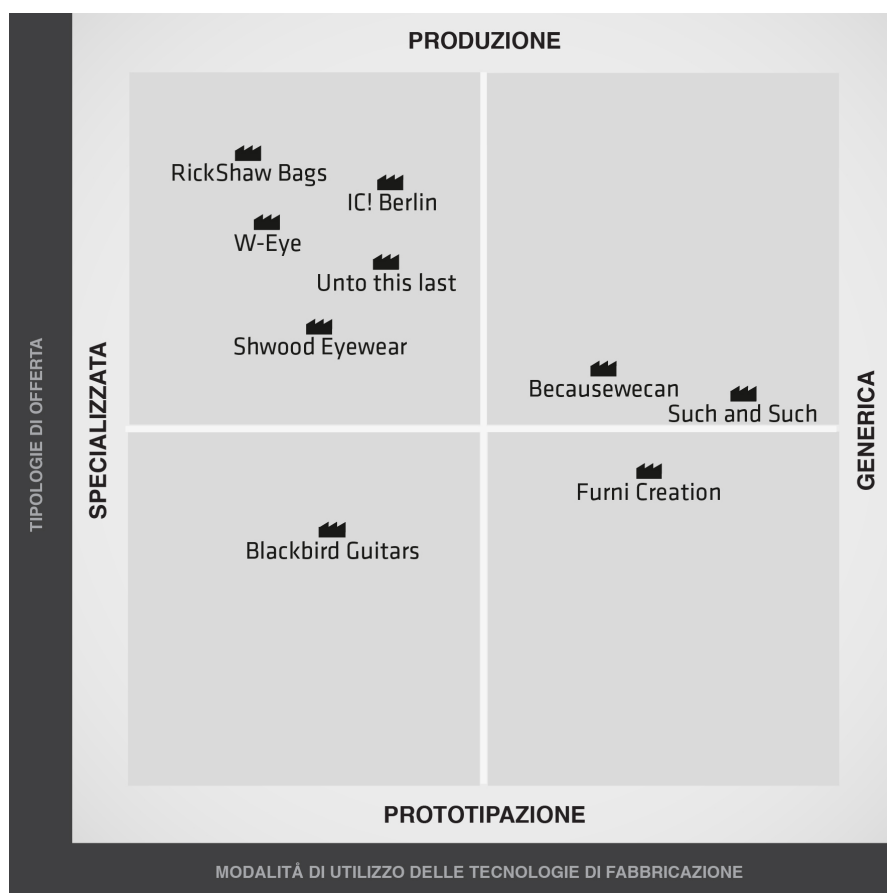 PRODUZIONE
RickShaw Bags
IC! Berlin
W-Eye
Unto this last
Shwood Eyewear
Becausewecan
Such and Such
TIPOLOGIE DI OFFERTA
SPECIALIZZATA
GENERICA
Furni Creation
Blackbird Guitars
PROTOTIPAZIONE
MODALITÅ DI UTILIZZO DELLE TECNOLOGIE DI FABBRICAZIONE